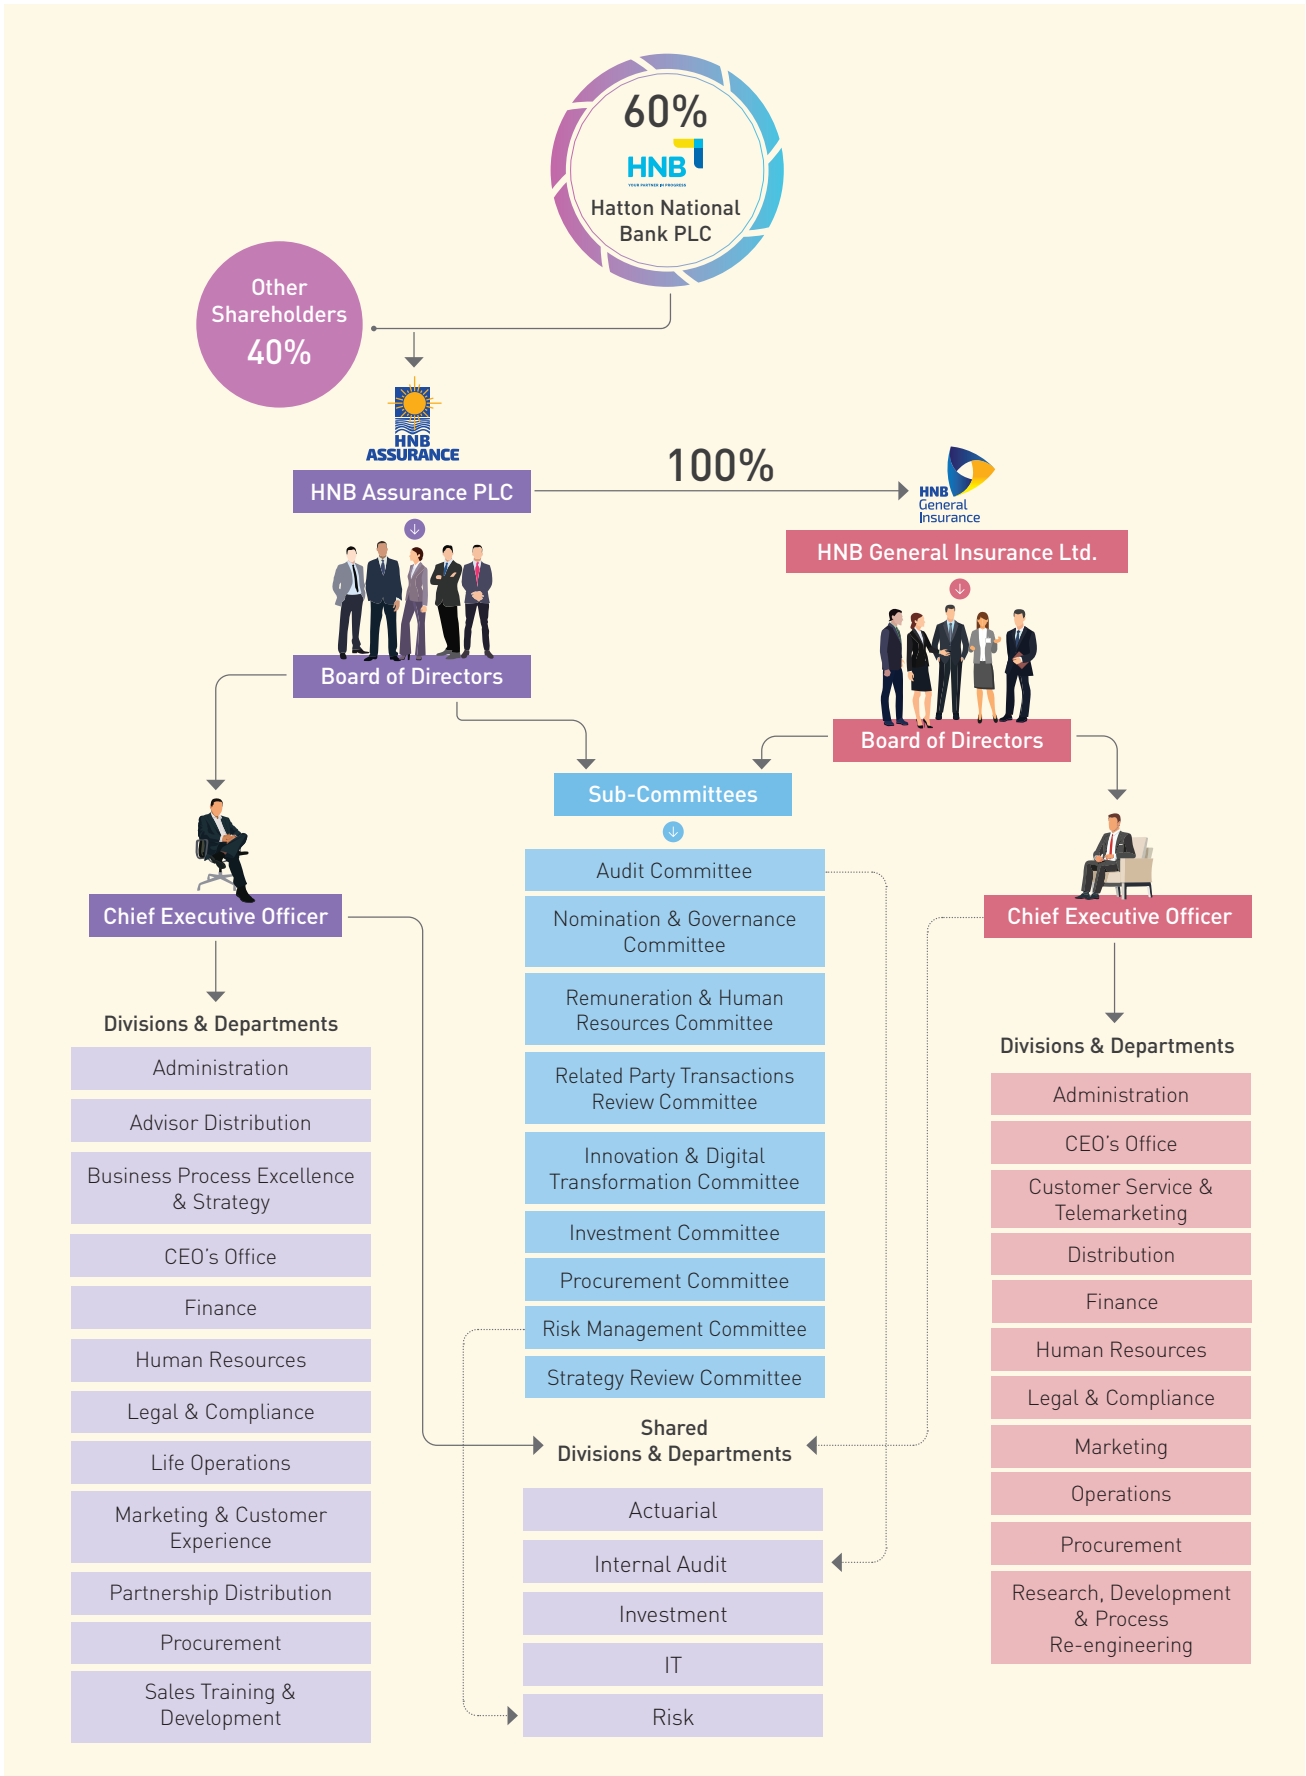 60%
HNB
YOUR PARTNER IN PROGRESS
Hatton National
Bank PLC
Other
Shareholders
40%
HNB
ASSURANCE
HNB Assurance PLC
100%
HNB
General
Insurance
HNB General Insurance Ltd.
Board of Directors
Board of Directors
Sub-Committees
Audit Committee
Nomination & Governance
Committee
Remuneration & Human
Resources Committee
Related Party Transactions
Review Committee
Innovation & Digital
Transformation Committee
Investment Committee
Procurement Committee
Risk Management Committee
Strategy Review Committee
Chief Executive Officer
Divisions & Departments
Administration
Advisor Distribution
Business Process Excellence
& Strategy
CEO's Office
Finance
Human Resources
Legal & Compliance
Life Operations
Marketing & Customer
Experience
Partnership Distribution
Procurement
Sales Training &
Development
Shared
Divisions & Departments
Actuarial
Internal Audit
Investment
IT
Risk
Chief Executive Officer
Divisions & Departments
Administration
CEO's Office
Customer Service &
Telemarketing
Distribution
Finance
Human Resources
Legal & Compliance
Marketing
Operations
Procurement
Research, Development
& Process
Re-engineering